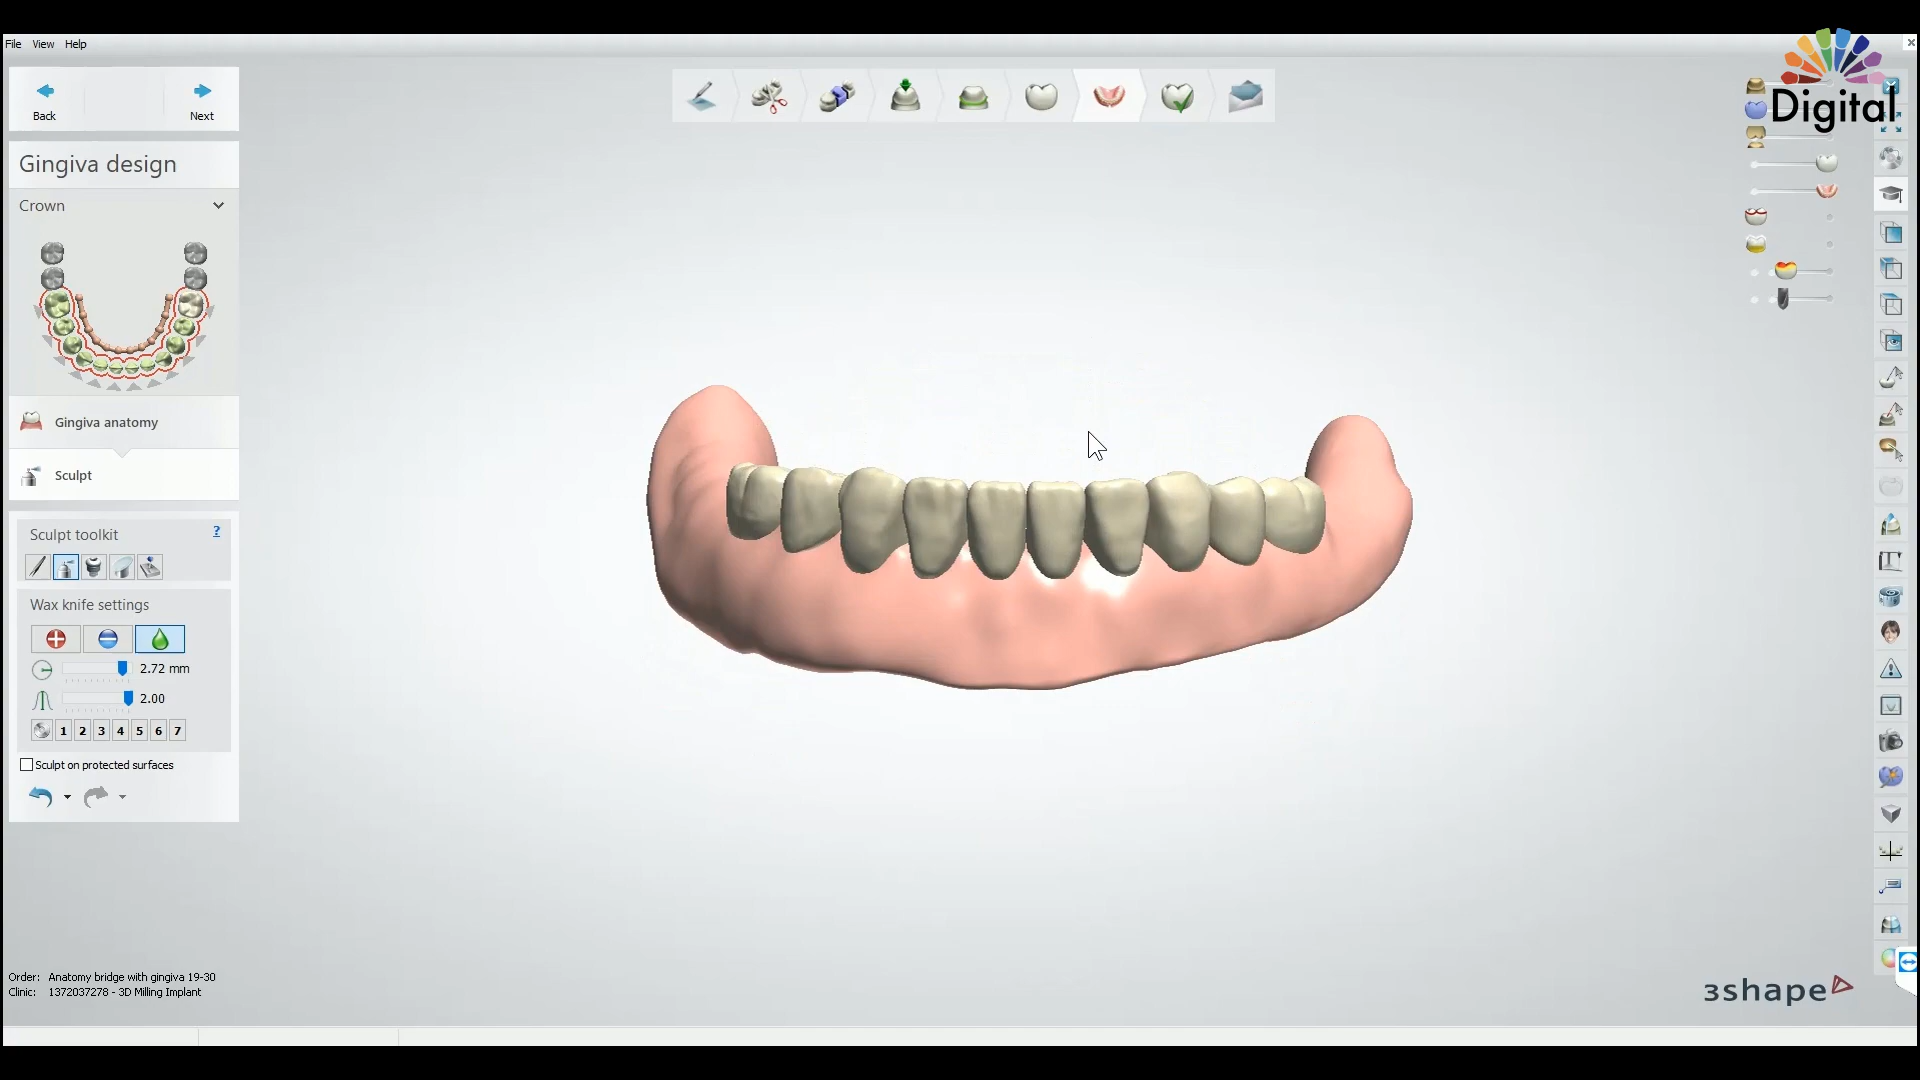 File View Help
Digital
Back Next
Gingiva design
Crown
Gingiva anatomy
Sculpt
Sculpt toolkit ?
Wax knife settings
2.72 mm
2.00
1 2 3 4 5 6 7
Sculpt on protected surfaces
Order: Anatomy bridge with gingiva 19-30
Clinic: 1372037278 - 3D Milling Implant
3shape